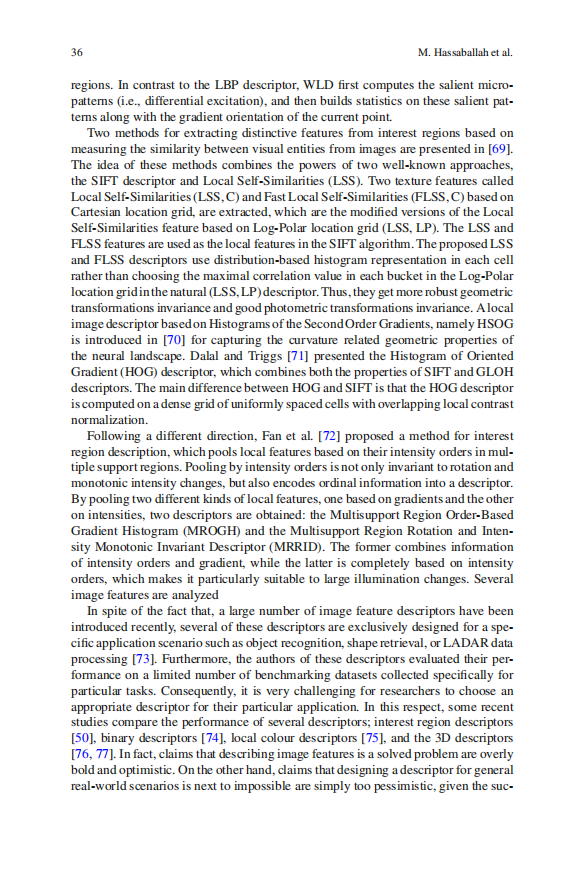 36
M. Hassaballah et al.
regions. In contrast to the LBP descriptor, WLD first computes the salient micro-
patterns (i.e., differential excitation), and then builds statistics on these salient pat-
terns along with the gradient orientation of the current point.
Two methods for extracting distinctive features from interest regions based on
measuring the similarity between visual entities from images are presented in [69].
The idea of these methods combines the powers of two well-known approaches,
the SIFT descriptor and Local Self-Similarities (LSS). Two texture features called
Local Self-Similarities (LSS, C) and Fast Local Self-Similarities (FLSS, C) based on
Cartesian location grid, are extracted, which are the modified versions of the Local
Self-Similarities feature based on Log-Polar location grid (LSS, LP). The LSS and
FLSS features are used as the local features in the SIFT algorithm. The proposed LSS
and FLSS descriptors use distribution-based histogram representation in each cell
rather than choosing the maximal correlation value in each bucket in the Log-Polar
location grid in the natural (LSS, LP) descriptor. Thus, they get more robust geometric
transformations invariance and good photometric transformations invariance. A local
image descriptor based on Histograms of the Second Order Gradients, namely HSOG
is introduced in [70] for capturing the curvature related geometric properties of
the neural landscape. Dalal and Triggs [71] presented the Histogram of Oriented
Gradient (HOG) descriptor, which combines both the properties of SIFT and GLOH
descriptors. The main difference between HOG and SIFT is that the HOG descriptor
is computed on a dense grid of uniformly spaced cells with overlapping local contrast
normalization.
Following a different direction, Fan et al. [72] proposed a method for interest
region description, which pools local features based on their intensity orders in mul-
tiple support regions. Pooling by intensity orders is not only invariant to rotation and
monotonic intensity changes, but also encodes ordinal information into a descriptor.
By pooling two different kinds of local features, one based on gradients and the other
on intensities, two descriptors are obtained: the Multisupport Region Order-Based
Gradient Histogram (MROGH) and the Multisupport Region Rotation and Inten-
sity Monotonic Invariant Descriptor (MRRID). The former combines information
of intensity orders and gradient, while the latter is completely based on intensity
orders, which makes it particularly suitable to large illumination changes. Several
image features are analyzed
In spite of the fact that, a large number of image feature descriptors have been
introduced recently, several of these descriptors are exclusively designed for a spe-
cific application scenario such as object recognition, shape retrieval, or LADAR data
processing [73]. Furthermore, the authors of these descriptors evaluated their per-
formance on a limited number of benchmarking datasets collected specifically for
particular tasks. Consequently, it is very challenging for researchers to choose an
appropriate descriptor for their particular application. In this respect, some recent
studies compare the performance of several descriptors; interest region descriptors
[50], binary descriptors [74], local colour descriptors [75], and the 3D descriptors
[76, 77]. In fact, claims that describing image features is a solved problem are overly
bold and optimistic. On the other hand, claims that designing a descriptor for general
real-world scenarios is next to impossible are simply too pessimistic, given the suc-